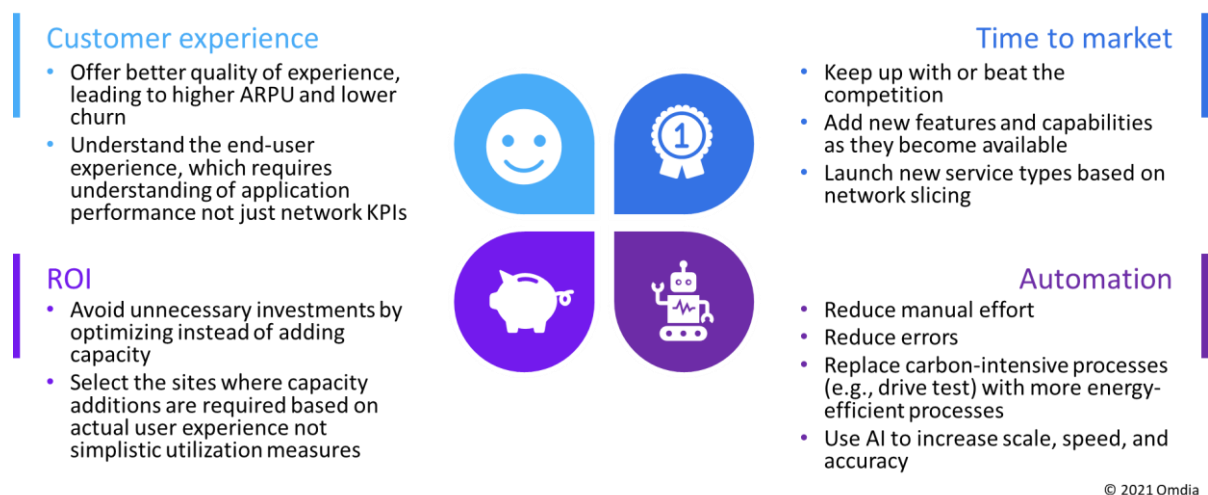 Customer experience
• Offer better quality of experience,
leading to higher ARPU and lower
churn
• Understand the end-user
experience, which requires
understanding of application
performance not just network KPIs
Time to market
• Keep up with or beat the
competition
• Add new features and capabilities
as they become available
• Launch new service types based on
network slicing
1
ROI
• Avoid unnecessary investments by
optimizing instead of adding
capacity
• Select the sites where capacity
additions are required based on
actual user experience not
simplistic utilization measures
Automation
• Reduce manual effort
• Reduce errors
• Replace carbon-intensive processes
(e.g., drive test) with more energy-
efficient processes
• Use AI to increase scale, speed, and
accuracy
© 2021 Omdia